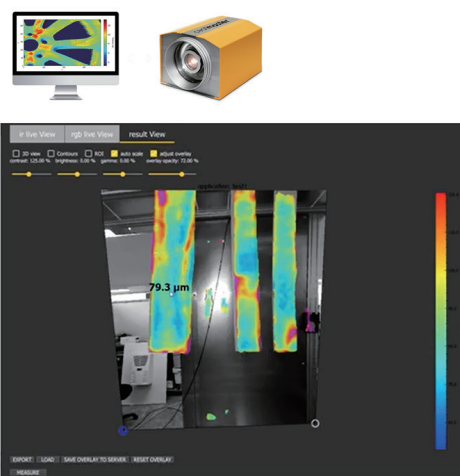 ir live View rgb live View result View
3D view Contours ROI auto scale adjust overlay
contrast: 125.00 % brightness: 0.00 % gamma: 0.00 % overlay opacity: 72.00 %
79.3 μm
EXPORT LOAD SAVE OVERLAY TO SERVER RESET OVERLAY
MEASURE